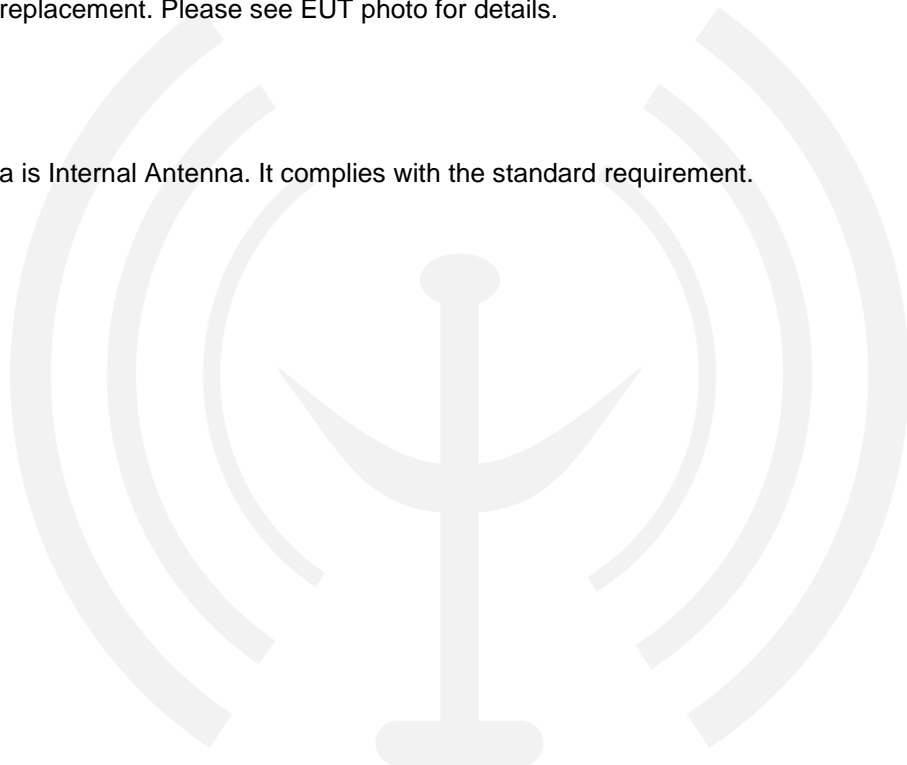 replacement. Please see EUT photo for details.
a is Internal Antenna. It complies with the standard requirement.